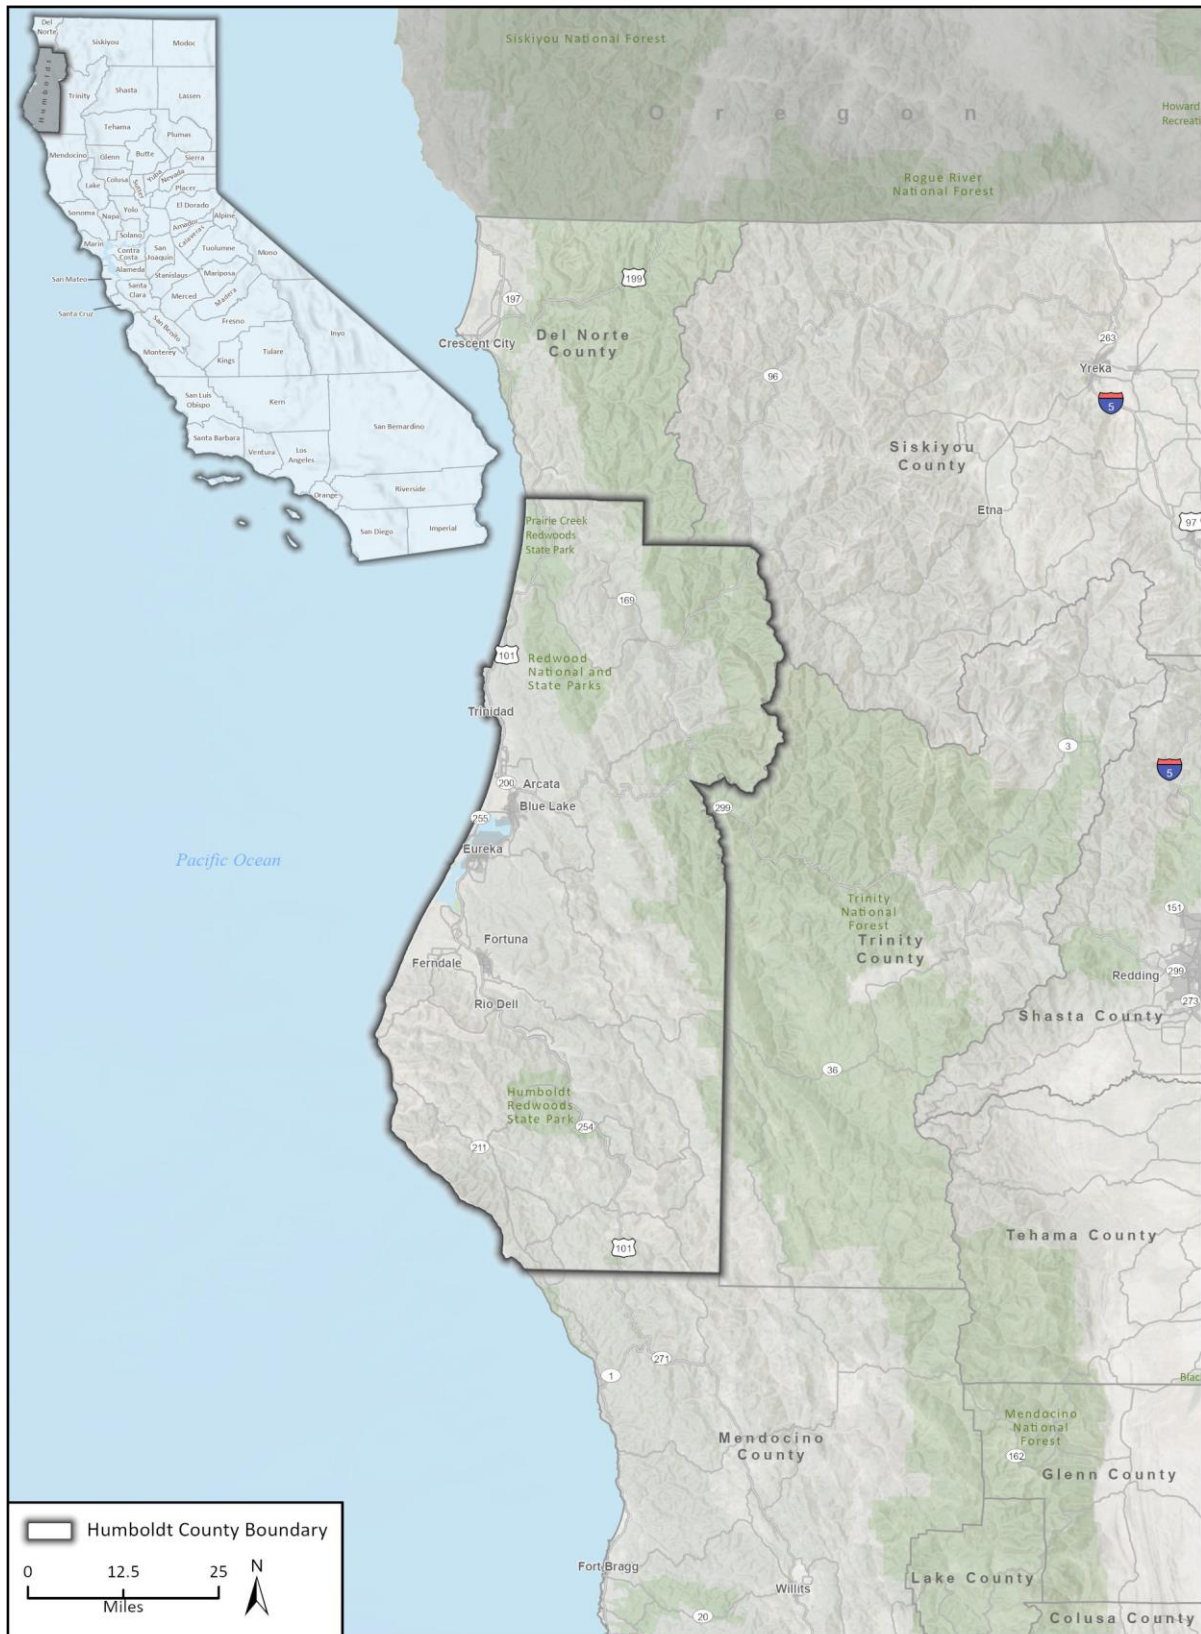 Del
Norte
Siskiyou
Modoc
Humboldt
Trinity
Shasta
Lassen
Tehama
Plumas
Mendocino
Glenn
Butte
Sierra
Lake
Colusa
Sutter
Yuba
Nevada
Placer
Sonoma
Napa
Yolo
El Dorado
Alpine
Marin
Solano
Amador
Calaveras
Contra
Costa
San
Joaquin
Tuolumne
Mono
San Mateo
Alameda
Stanislaus
Mariposa
Santa
Clara
Merced
Madera
Santa Cruz
San Benito
Fresno
Inyo
Monterey
Kings
Tulare
San Luis
Obispo
Kern
San Bernardino
Santa Barbara
Ventura
Los
Angeles
Orange
Riverside
San Diego
Imperial
Siskiyou National Forest
Oregon
Howard
Recreati
Rogue River
National Forest
199
197
Crescent City
Del Norte
County
263
Yreka
96
5
Siskiyou
County
Etna
97
Prairie Creek
Redwoods
State Park
169
101
Redwood
National and
State Parks
Trinidad
3
5
200
Arcata
Blue Lake
299
255
Eureka
Pacific Ocean
Trinity
National
Forest
Trinity
County
151
Fortuna
Ferndale
Redding
299
273
Rio Dell
Shasta County
36
Humboldt
Redwoods
State Park
254
211
Tehama County
101
271
1
Blac
Mendocino
National
Forest
Mendocino
County
162
Glenn County
Fort Bragg
Willits
Lake County
20
Colusa County
Humboldt County Boundary
0 12.5 25
Miles
N